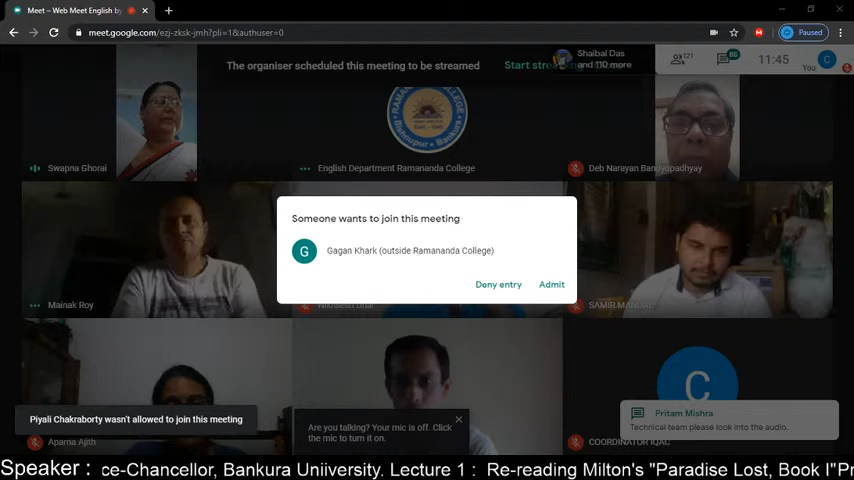 Meet – Web Meet English by
meet.google.com/ezj-zksk-jmh?pli=1&authuser=0
Paused
The organiser scheduled this meeting to be streamed
Start
Shaibal Das
and 110 more
121
86
11:45
You
C
RAMANANDA COLLEGE
Bishnupur, Bankura
Swapna Ghorai
English Department Ramananda College
Deb Narayan Bandyopadhyay
Someone wants to join this meeting
G
Gagan Khark (outside Ramananda College)
Deny entry
Admit
Mainak Roy
SAMIR MANDAL
C
Piyali Chakraborty wasn't allowed to join this meeting
Are you talking? Your mic is off. Click
the mic to turn it on.
Pritam Mishra
Technical team please look into the audio.
Aparna Ajith
COORDINATOR IQAC
Speaker : ce-Chancellor, Bankura Uniiversity. Lecture 1 : Re-reading Milton's "Paradise Lost, Book I"Pr